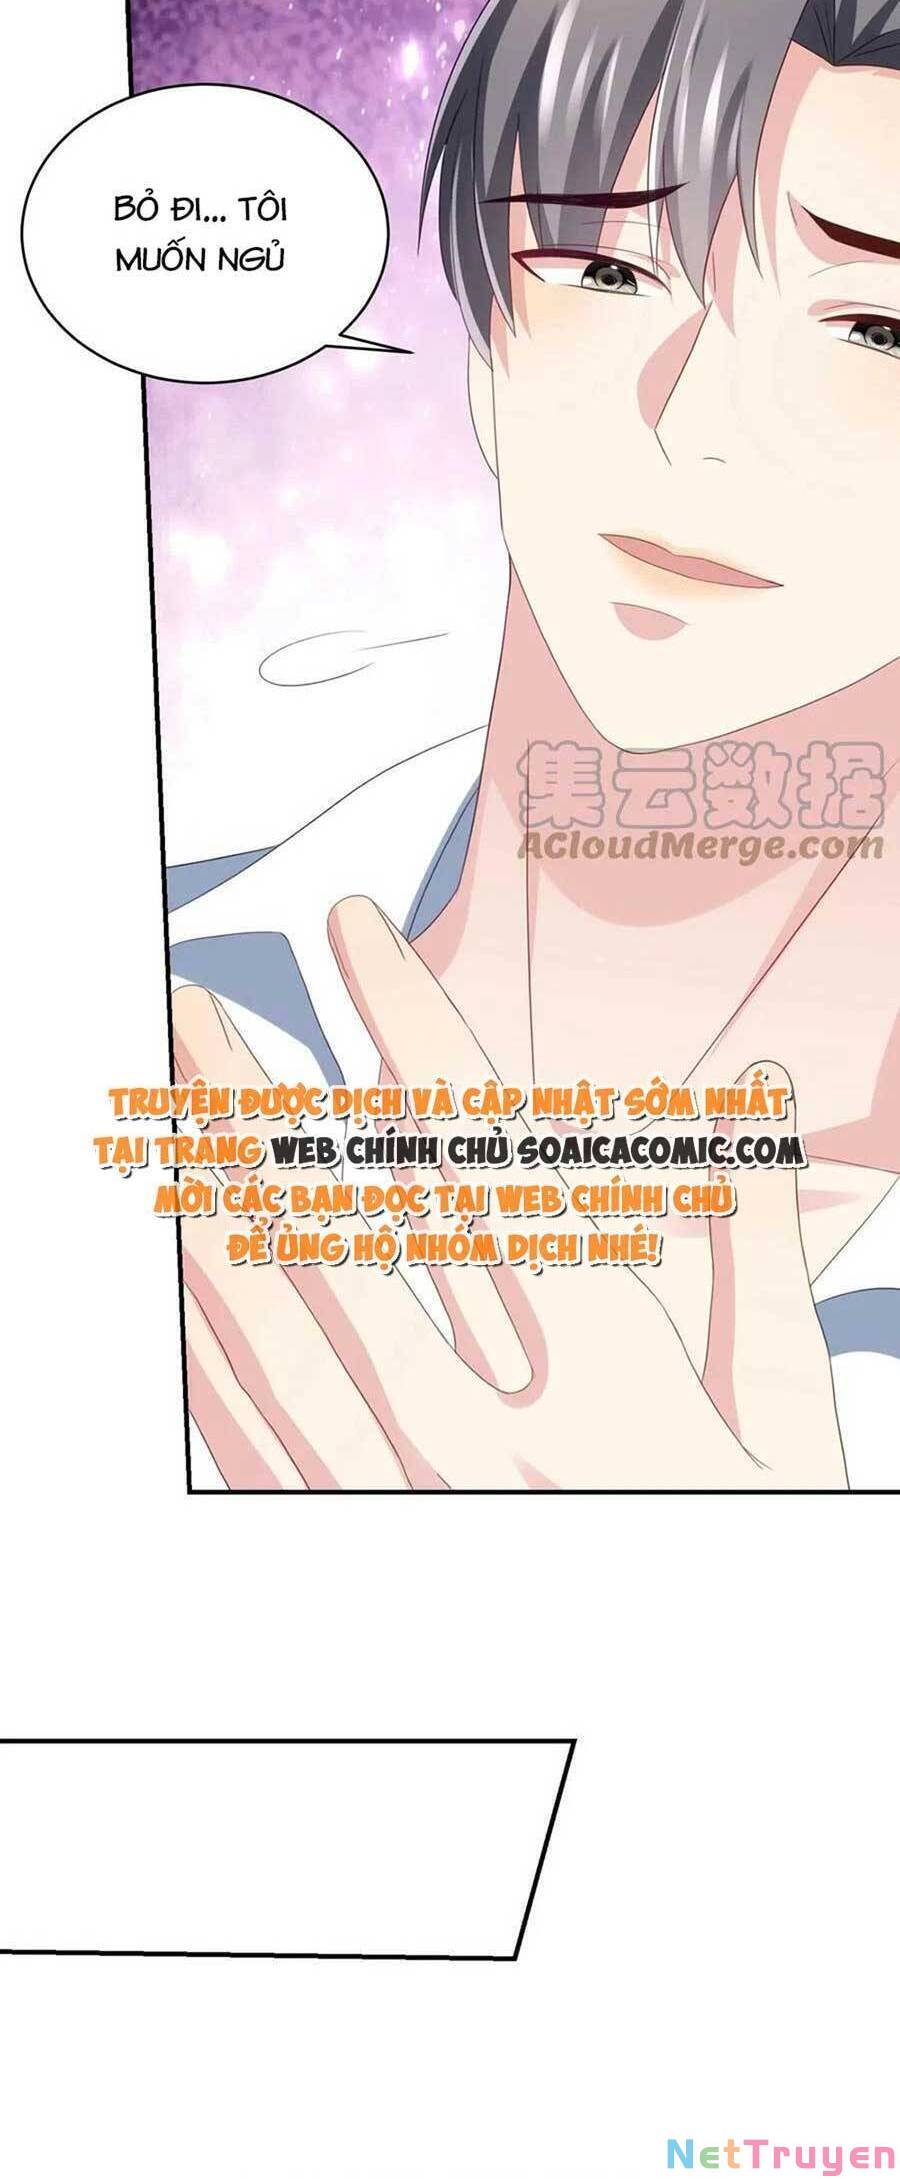 BỎ ĐI... TÔI
MUỐN NGỦ
集云数据
ACloudMerge.com
TRUYỆN ĐƯỢC DỊCH VÀ CẬP NHẬT SỚM NHẤT
TẠI TRANG WEB CHÍNH CHỦ SOAICACOMIC.COM
MỜI CÁC BẠN ĐỌC TẠI WEB CHÍNH CHỦ
ĐỂ ỦNG HỘ NHÓM DỊCH NHÉ!
NetTruyen